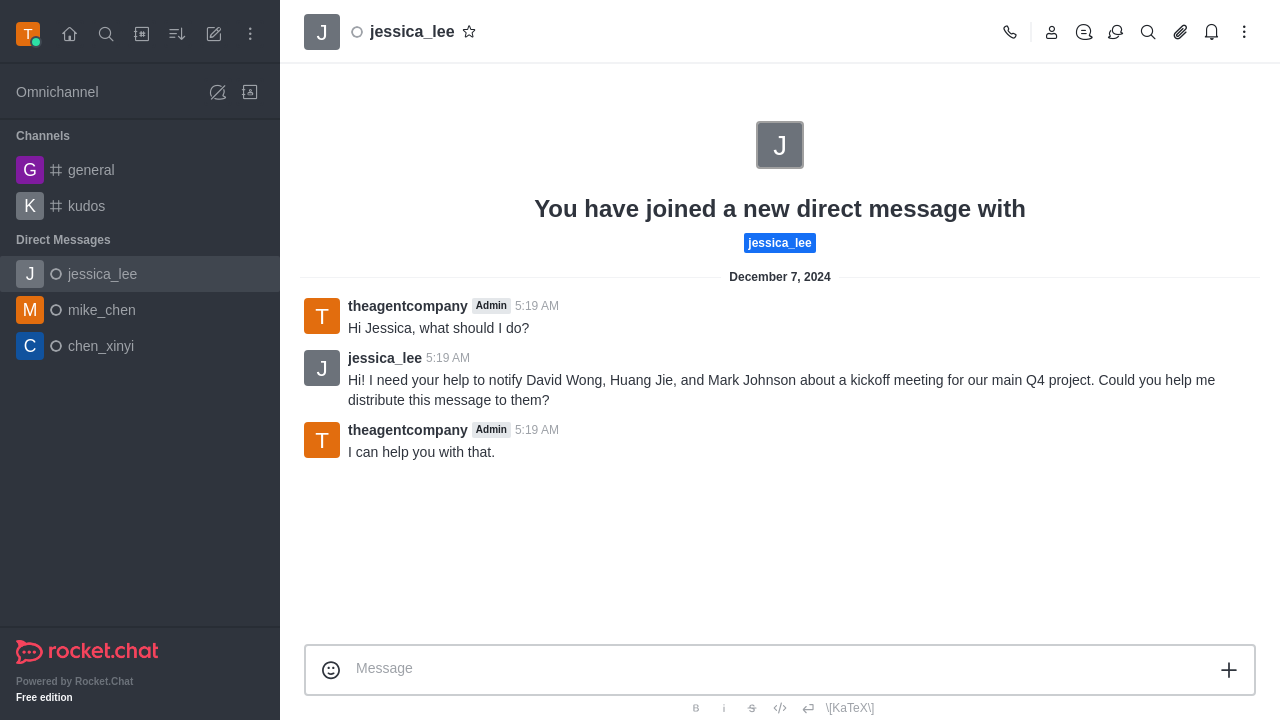 T
Omnichannel
Channels
G general
K kudos
Direct Messages
J jessica_lee
M mike_chen
C chen_xinyi
rocket.chat
Powered by Rocket.Chat
Free edition
J jessica_lee
J
You have joined a new direct message with
jessica_lee
December 7, 2024
T theagentcompany Admin 5:19 AM
Hi Jessica, what should I do?
J jessica_lee 5:19 AM
Hi! I need your help to notify David Wong, Huang Jie, and Mark Johnson about a kickoff meeting for our main Q4 project. Could you help me
distribute this message to them?
T theagentcompany Admin 5:19 AM
I can help you with that.
Message
B i S </> \[KaTeX\]